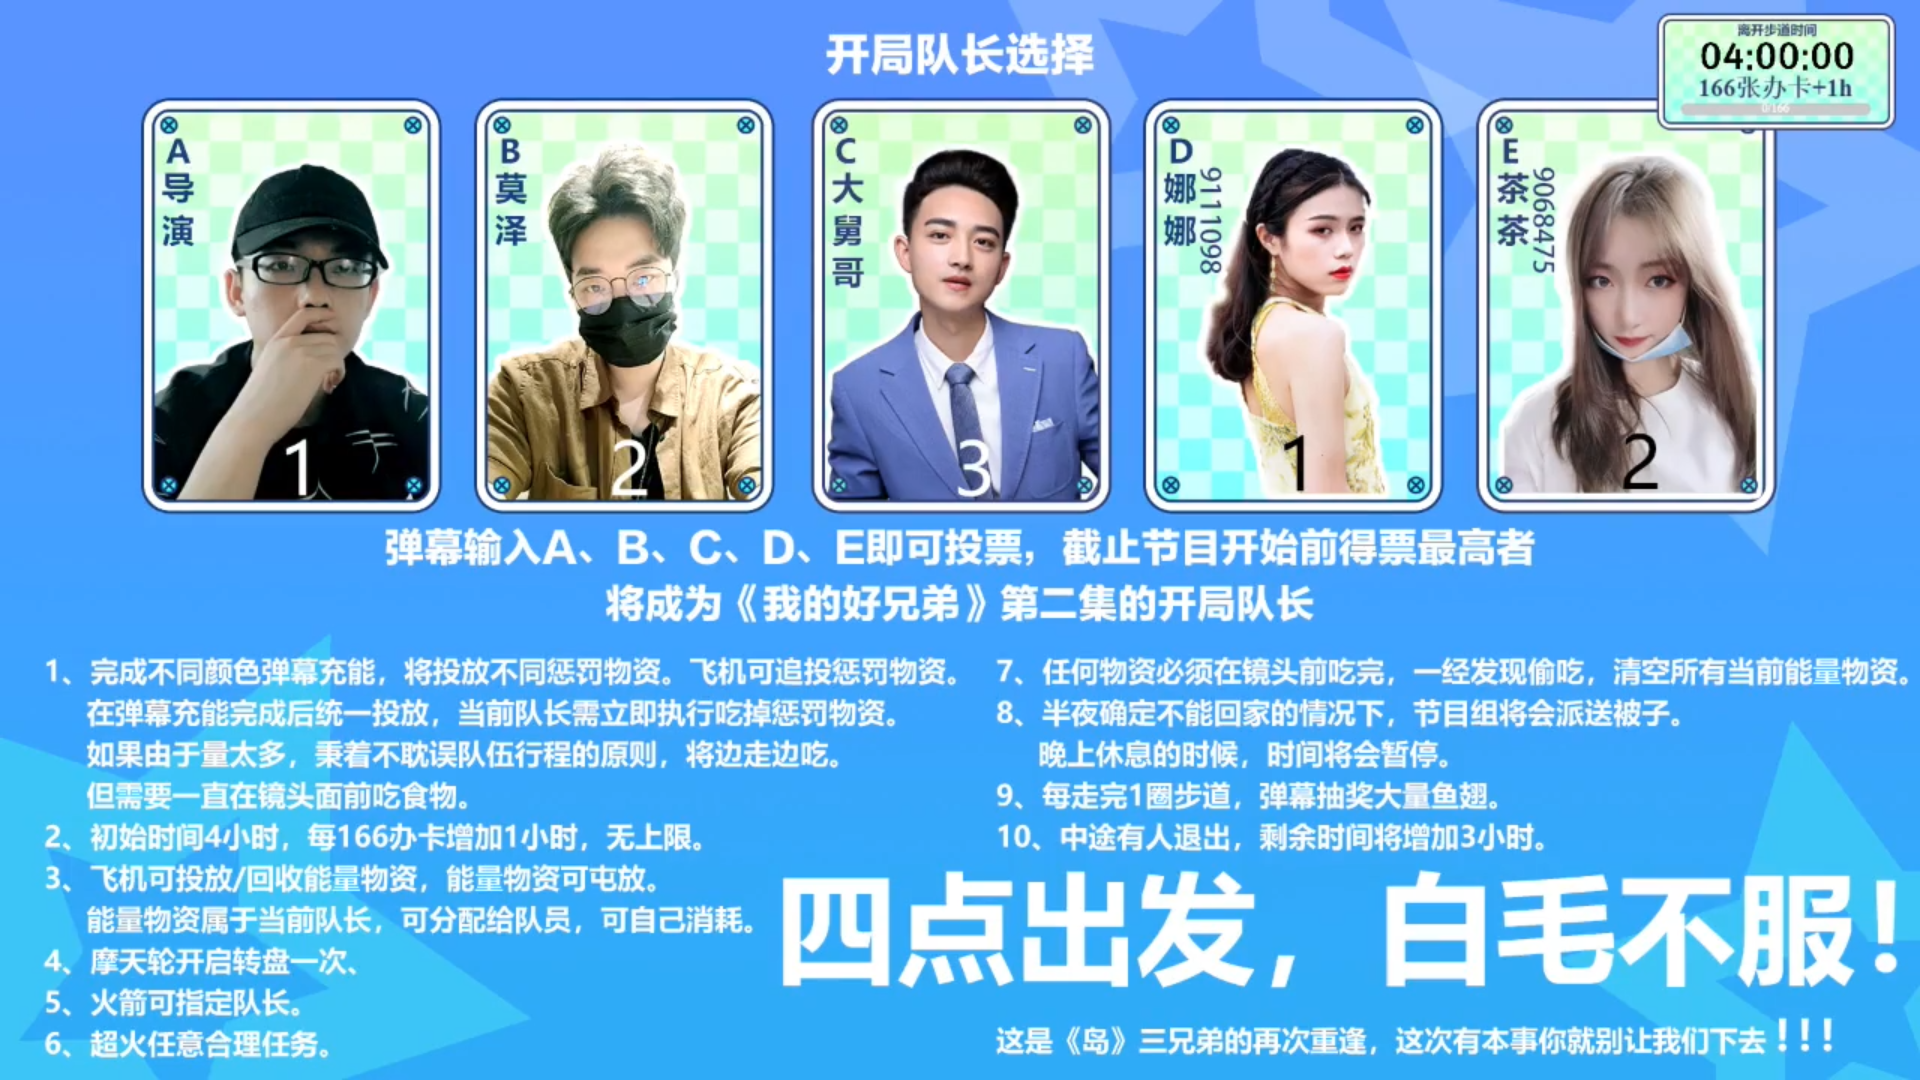 开局队长选择
离开步道时间
04:00:00
166张办卡+1h
0/166
A
导演
1
B
莫泽
2
C
大舅哥
3
D
娜娜
9111098
1
E
茶茶
9068475
2
弹幕输入A、B、C、D、E即可投票，截止节目开始前得票最高者
将成为《我的好兄弟》第二集的开局队长
1、完成不同颜色弹幕充能，将投放不同惩罚物资。飞机可追投惩罚物资。
在弹幕充能完成后统一投放，当前队长需立即执行吃掉惩罚物资。
如果由于量太多，秉着不耽误队伍行程的原则，将边走边吃。
但需要一直在镜头面前吃食物。
2、初始时间4小时，每166办卡增加1小时，无上限。
3、飞机可投放/回收能量物资，能量物资可屯放。
能量物资属于当前队长，可分配给队员，可自己消耗。
4、摩天轮开启转盘一次、
5、火箭可指定队长。
6、超火任意合理任务。
7、任何物资必须在镜头前吃完，一经发现偷吃，清空所有当前能量物资。
8、半夜确定不能回家的情况下，节目组将会派送被子。
晚上休息的时候，时间将会暂停。
9、每走完1圈步道，弹幕抽奖大量鱼翅。
10、中途有人退出，剩余时间将增加3小时。
四点出发，白毛不服！
这是《岛》三兄弟的再次重逢，这次有本事你就别让我们下去！！！